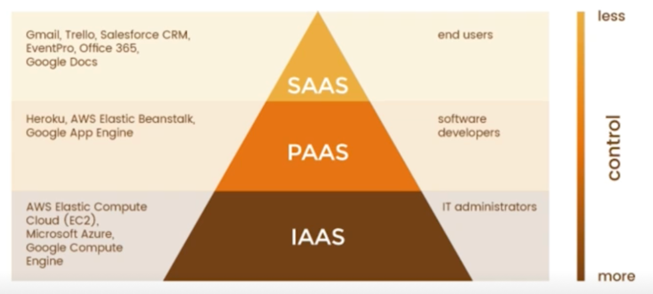 Gmail, Trello, Salesforce CRM,
EventPro, Office 365,
Google Docs
SAAS
end users
less
Heroku, AWS Elastic Beanstalk,
Google App Engine
PAAS
software
developers
control
AWS Elastic Compute
Cloud (EC2),
Microsoft Azure,
Google Compute
Engine
IAAS
IT administrators
more